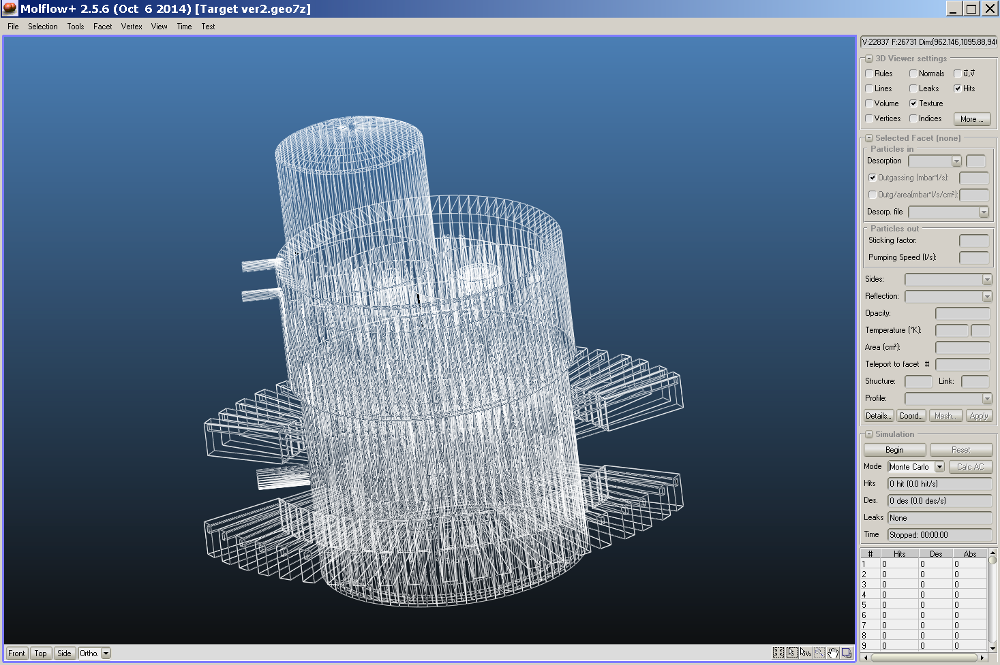 Molflow+ 2.5.6 (Oct  6 2014) [Target ver2.geo7z]
File Selection Tools Facet Vertex View Time Test
V:22837 F:26731 Dim:(962.146,1095.88,94
3D Viewer settings
Rules Normals u,v
Lines Leaks Hits
Volume Texture
Vertices Indices More ...
Selected Facet (none)
Particles in
Desorption
Outgassing (mbar*l/s):
Outg/area(mbar*l/s/cm²):
Desorp. file
Particles out
Sticking factor:
Pumping Speed (l/s):
Sides:
Reflection:
Opacity:
Temperature (°K):
Area (cm²):
Teleport to facet #
Structure: Link:
Profile:
Details... Coord... Mesh... Apply
Simulation
Begin Reset
Mode Monte Carlo Calc AC
Hits 0 hit (0.0 hit/s)
Des. 0 des (0.0 des/s)
Leaks None
Time Stopped: 00:00:00
# Hits Des Abs
1 0 0 0
2 0 0 0
3 0 0 0
4 0 0 0
5 0 0 0
6 0 0 0
7 0 0 0
8 0 0 0
9 0 0 0
Front Top Side Ortho.